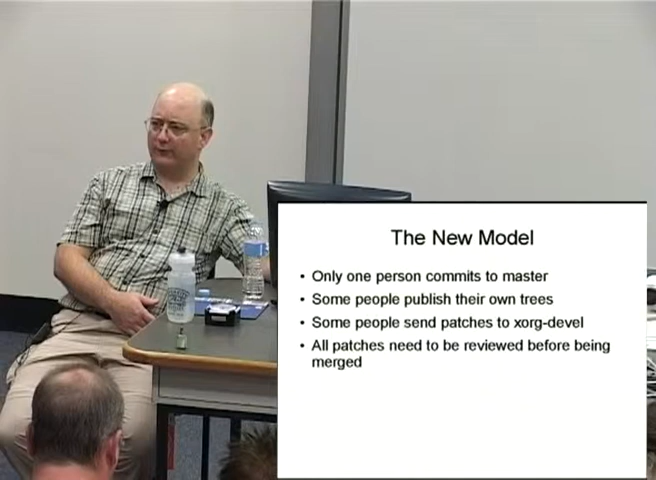 The New Model
• Only one person commits to master
• Some people publish their own trees
• Some people send patches to xorg-devel
• All patches need to be reviewed before being
merged